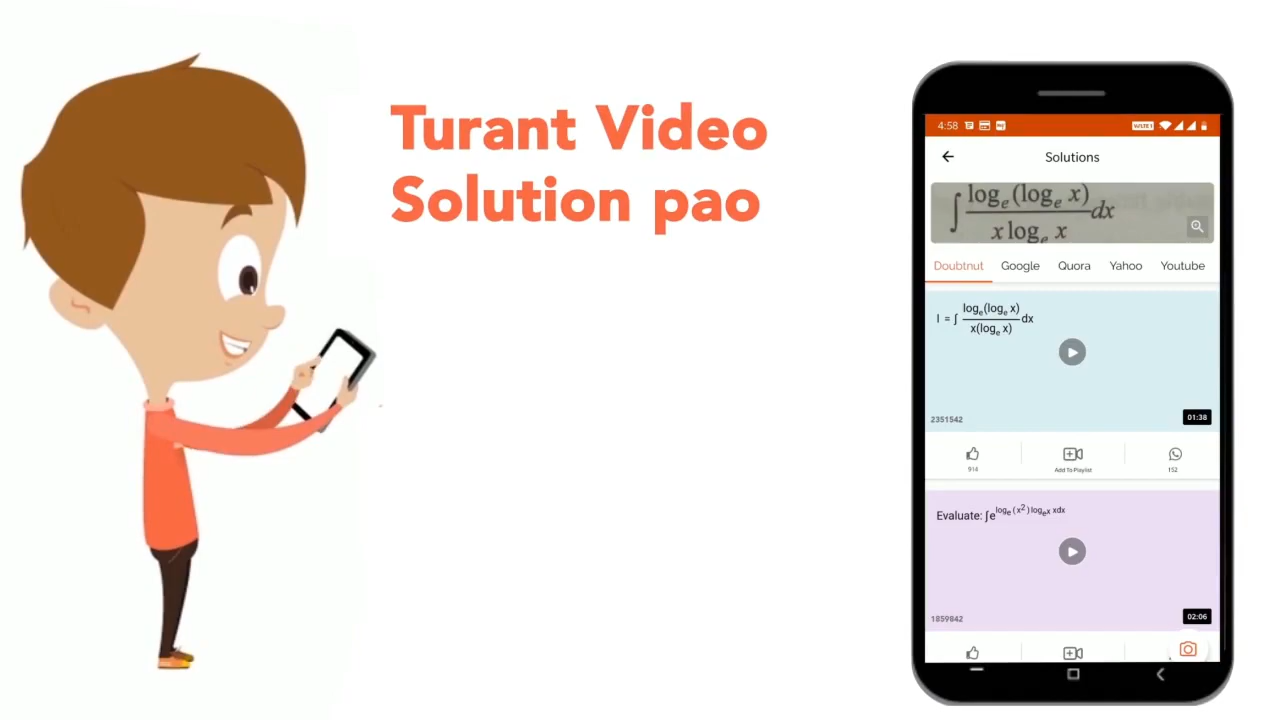 Turant Video
Solution pao
4:58
VoLTE1
Solutions
∫ logₑ(logₑ x) / x logₑ x dx
Doubtnut Google Quora Yahoo Youtube
I = ∫ logₑ(logₑ x) / x(logₑ x) dx
2351542 01:38
914 Add To Playlist 152
Evaluate: ∫e^logₑ(x²)logₑx xdx
1859842 02:06